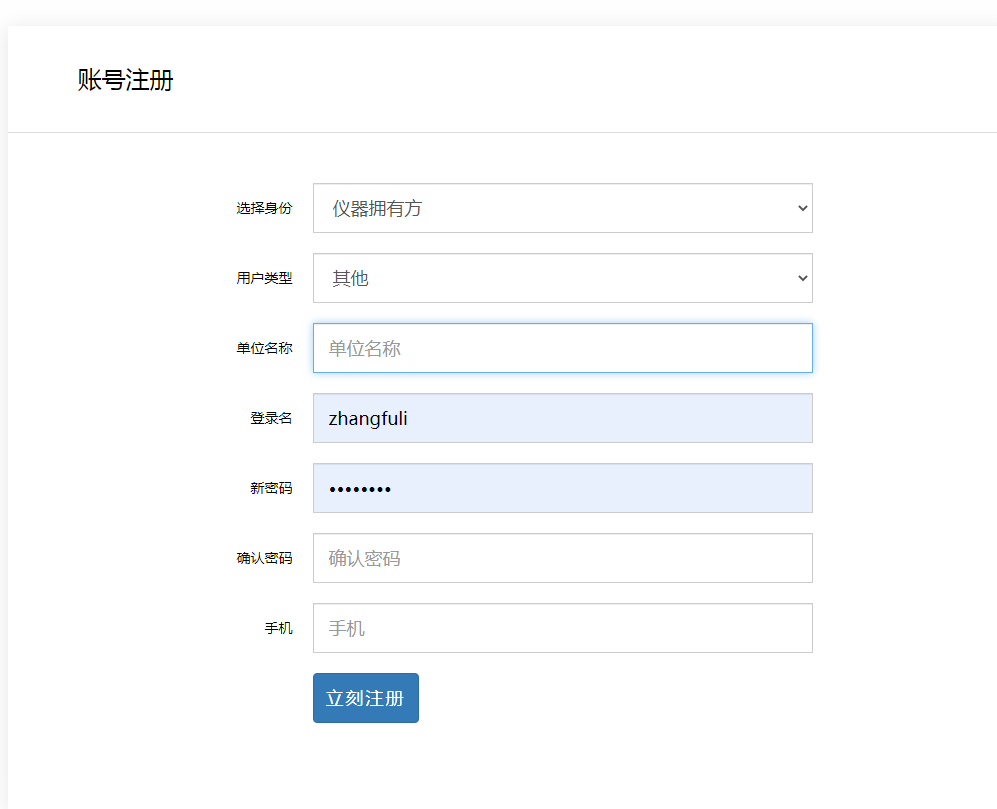 账号注册
选择身份 仪器拥有方
用户类型 其他
单位名称 单位名称
登录名 zhangfuli
新密码 ••••••••
确认密码 确认密码
手机 手机
立刻注册